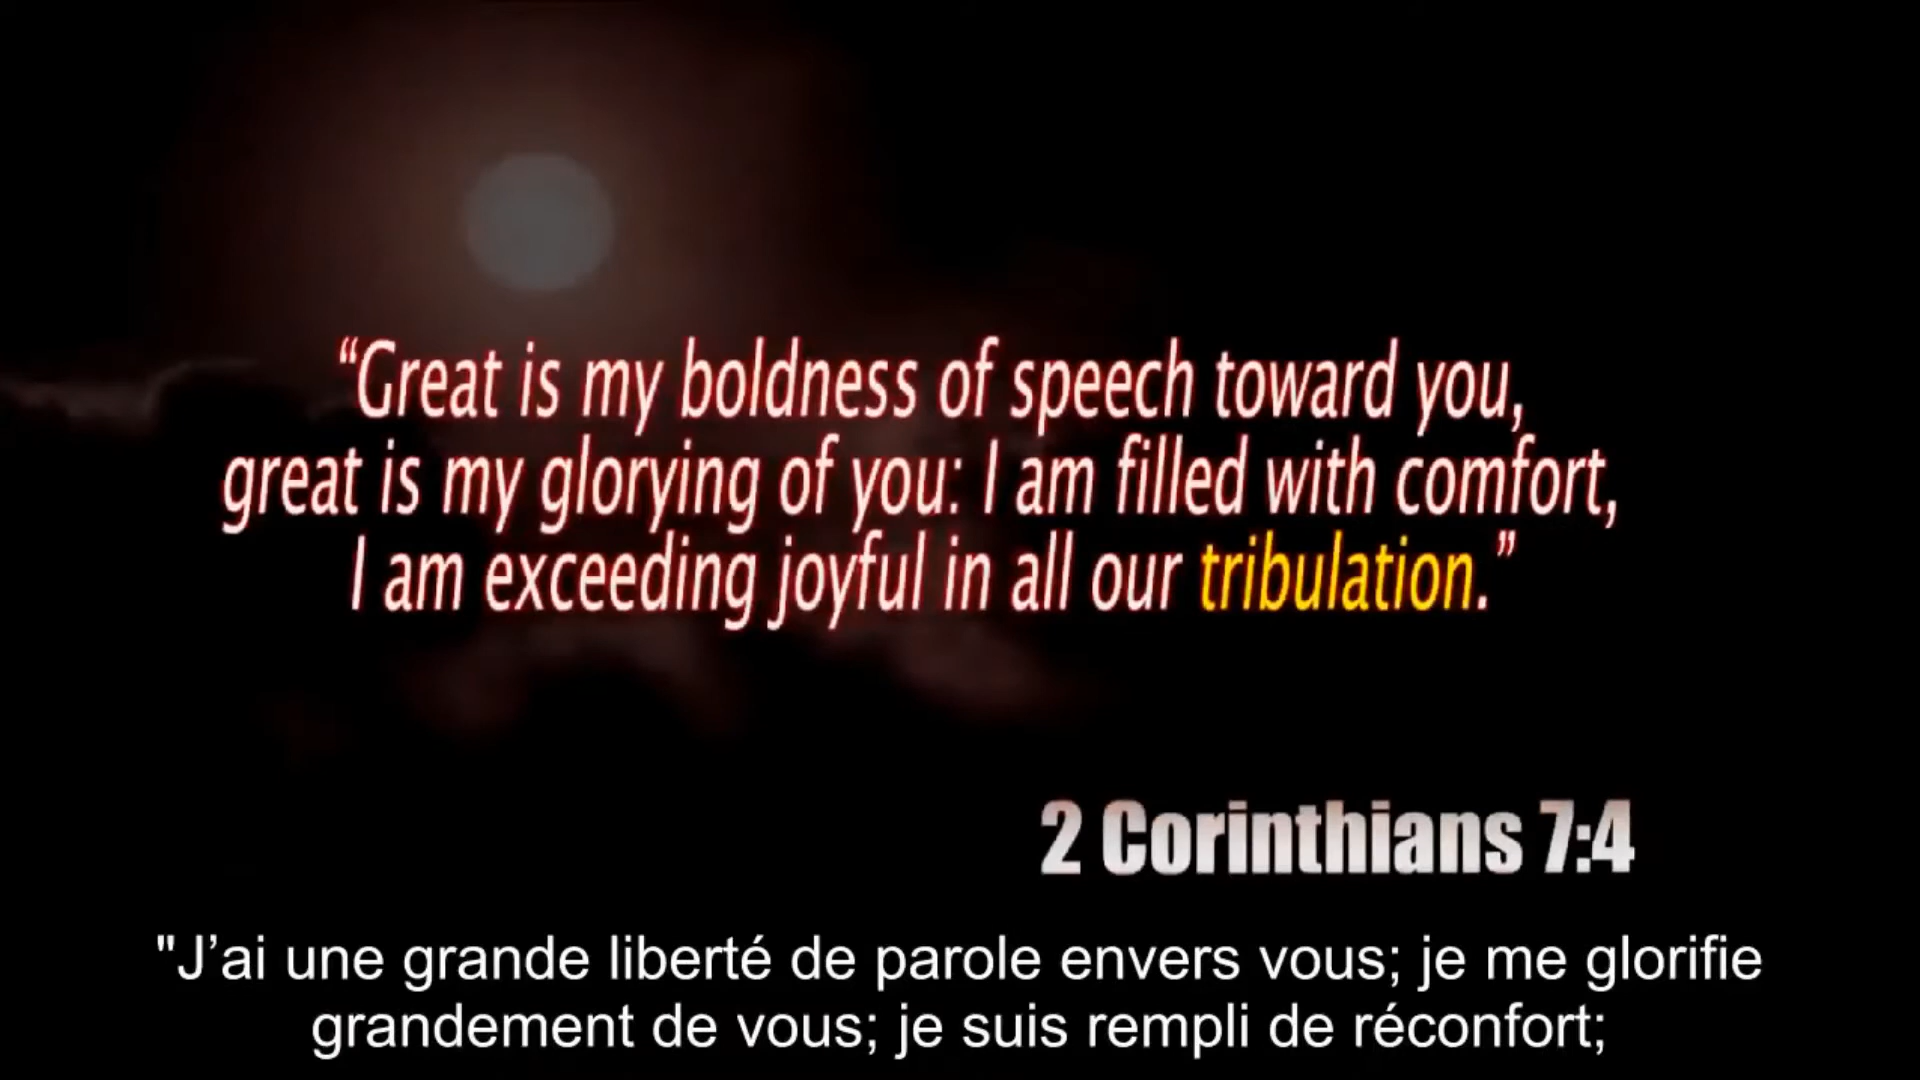 “Great is my boldness of speech toward you,
great is my glorying of you: I am filled with comfort,
I am exceeding joyful in all our tribulation.”
2 Corinthians 7:4
"J’ai une grande liberté de parole envers vous; je me glorifie
grandement de vous; je suis rempli de réconfort;